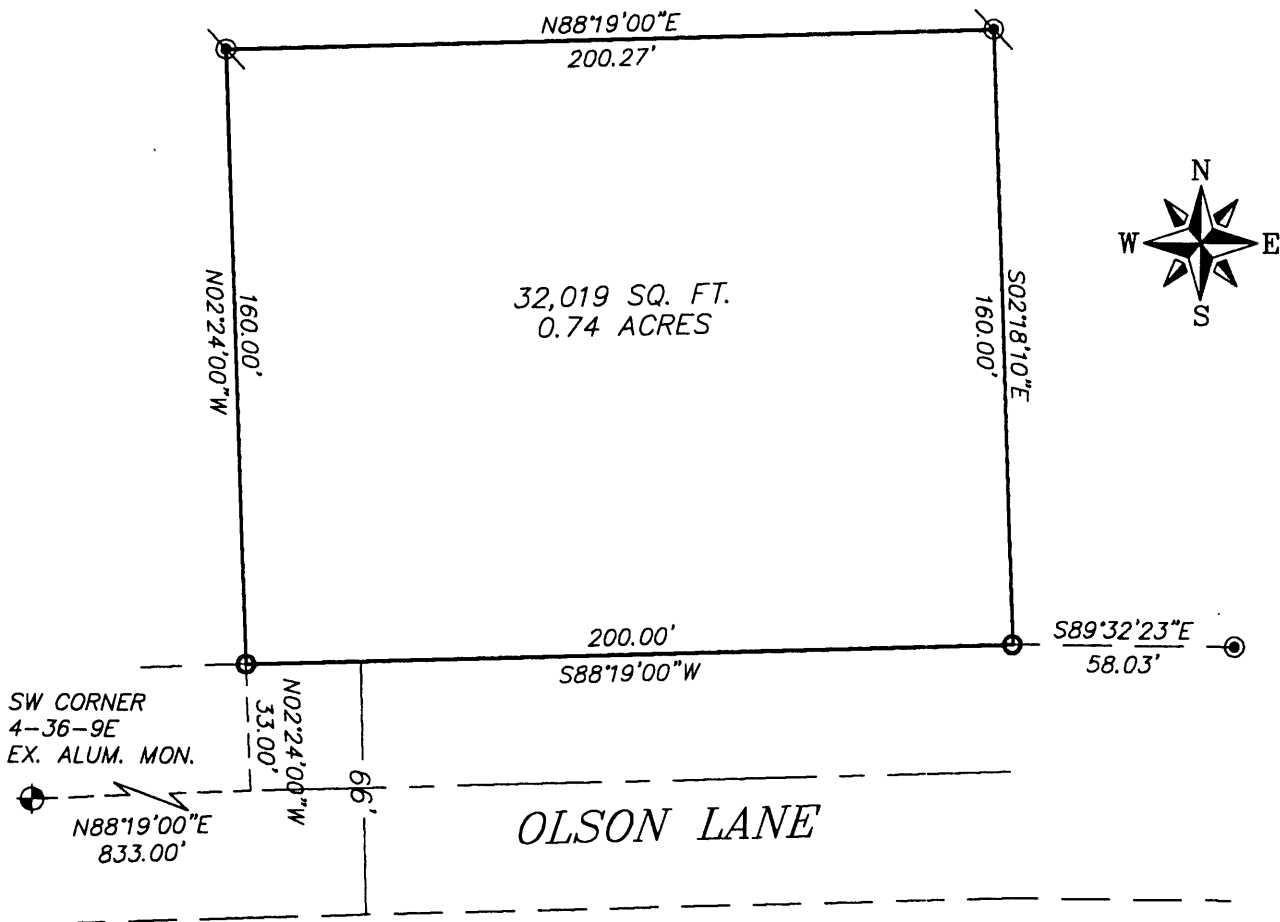 N88°19'00"E
200.27'
N
W
E
S
N02°24'00"W
160.00'
32,019 SQ. FT.
0.74 ACRES
S02°18'10"E
160.00'
200.00'
S88°19'00"W
S89°32'23"E
58.03'
SW CORNER
4-36-9E
EX. ALUM. MON.
N02°24'00"W
33.00'
66'
N88°19'00"E
833.00'
OLSON LANE